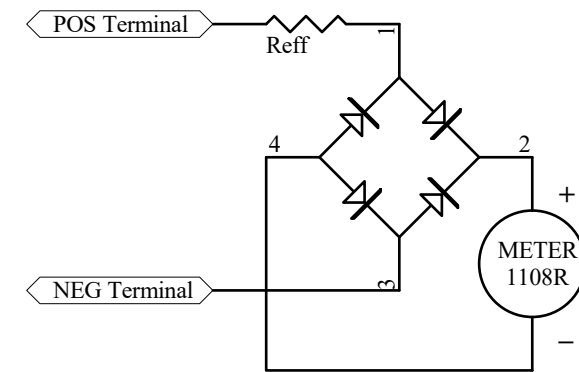 POS Terminal
Reff
1
4
2
+
METER
1108R
NEG Terminal
3
−